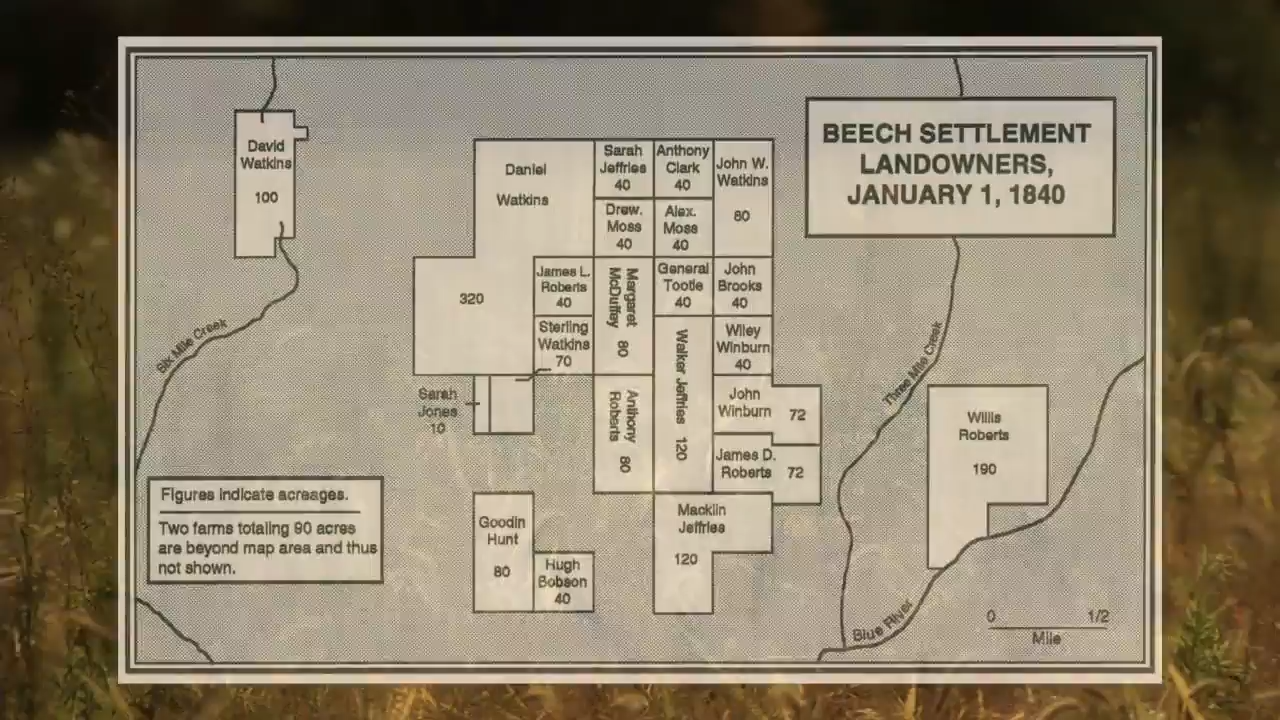 BEECH SETTLEMENT
LANDOWNERS,
JANUARY 1, 1840
David
Watkins
100
Six Mile Creek
Daniel
Watkins
320
Sarah
Jeffries
40
Anthony
Clark
40
John W.
Watkins
80
Drew.
Moss
40
Alex.
Moss
40
James L.
Roberts
40
Margaret
McDuffey
80
General
Tootle
40
John
Brooks
40
Sterling
Watkins
70
Wiley
Winburn
40
Walker Jeffries 120
Sarah
Jones
10
Anthony
Roberts
80
John
Winburn
72
James D.
Roberts
72
Three Mile Creek
Willis
Roberts
190
Figures indicate acreages.
Two farms totaling 90 acres
are beyond map area and thus
not shown.
Goodin
Hunt
80
Hugh
Bobson
40
Macklin
Jeffries
120
Blue River
0 1/2
Mile